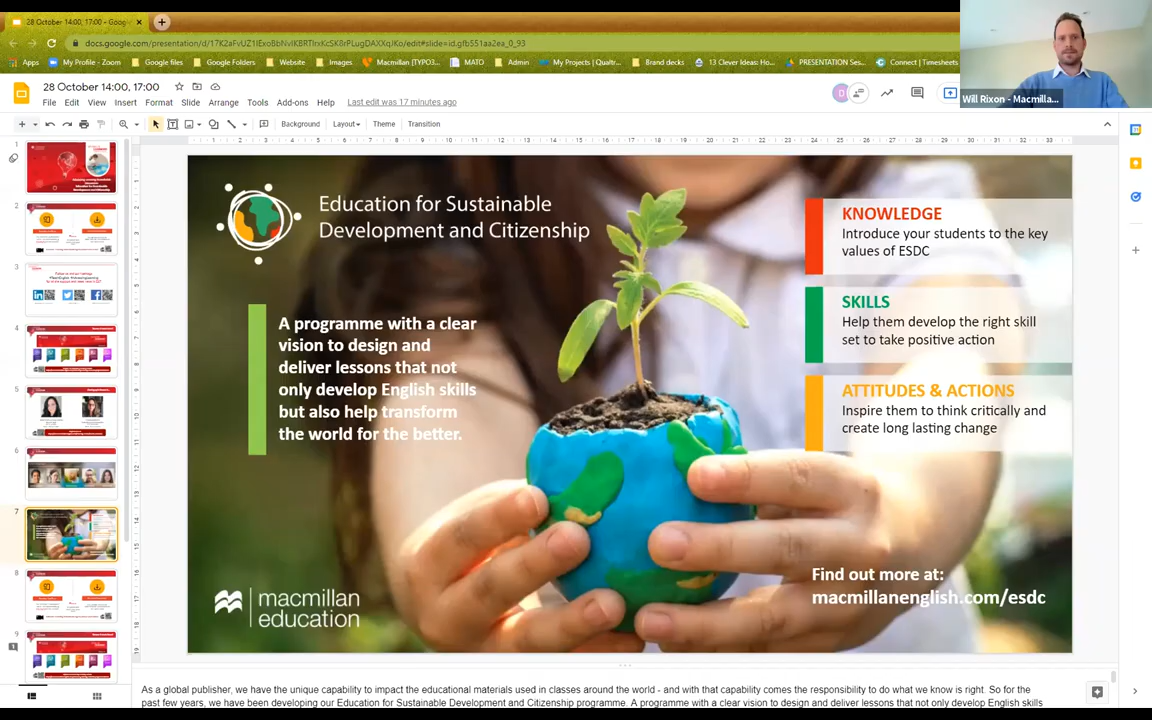 28 October 14:00, 17:00 - Googl
docs.google.com/presentation/d/
edit#slide=id.gfb551aa2ea_0_93
Apps My Profile - Zoom Google files Google Folders Website Images Macmillan (TYPO3... MATO Admin My Projects | Qualtr... Brand decks 13 Clever Ideas: Ho... PRESENTATION Ses... Connect | Timesheets
Will Rixon - Macmilla...
28 October 14:00, 17:00
File Edit View Insert Format Slide Arrange Tools Add-ons Help Last edit was 17 minutes ago
Background Layout Theme Transition
Education for Sustainable
Development and Citizenship
A programme with a clear
vision to design and
deliver lessons that not
only develop English skills
but also help transform
the world for the better.
KNOWLEDGE
Introduce your students to the key
values of ESDC
SKILLS
Help them develop the right skill
set to take positive action
ATTITUDES & ACTIONS
Inspire them to think critically and
create long lasting change
Find out more at:
macmillanenglish.com/esdc
macmillan
education
As a global publisher, we have the unique capability to impact the educational materials used in classes around the world - and with that capability comes the responsibility to do what we know is right. So for the
past few years, we have been developing our Education for Sustainable Development and Citizenship programme. A programme with a clear vision to design and deliver lessons that not only develop English skills